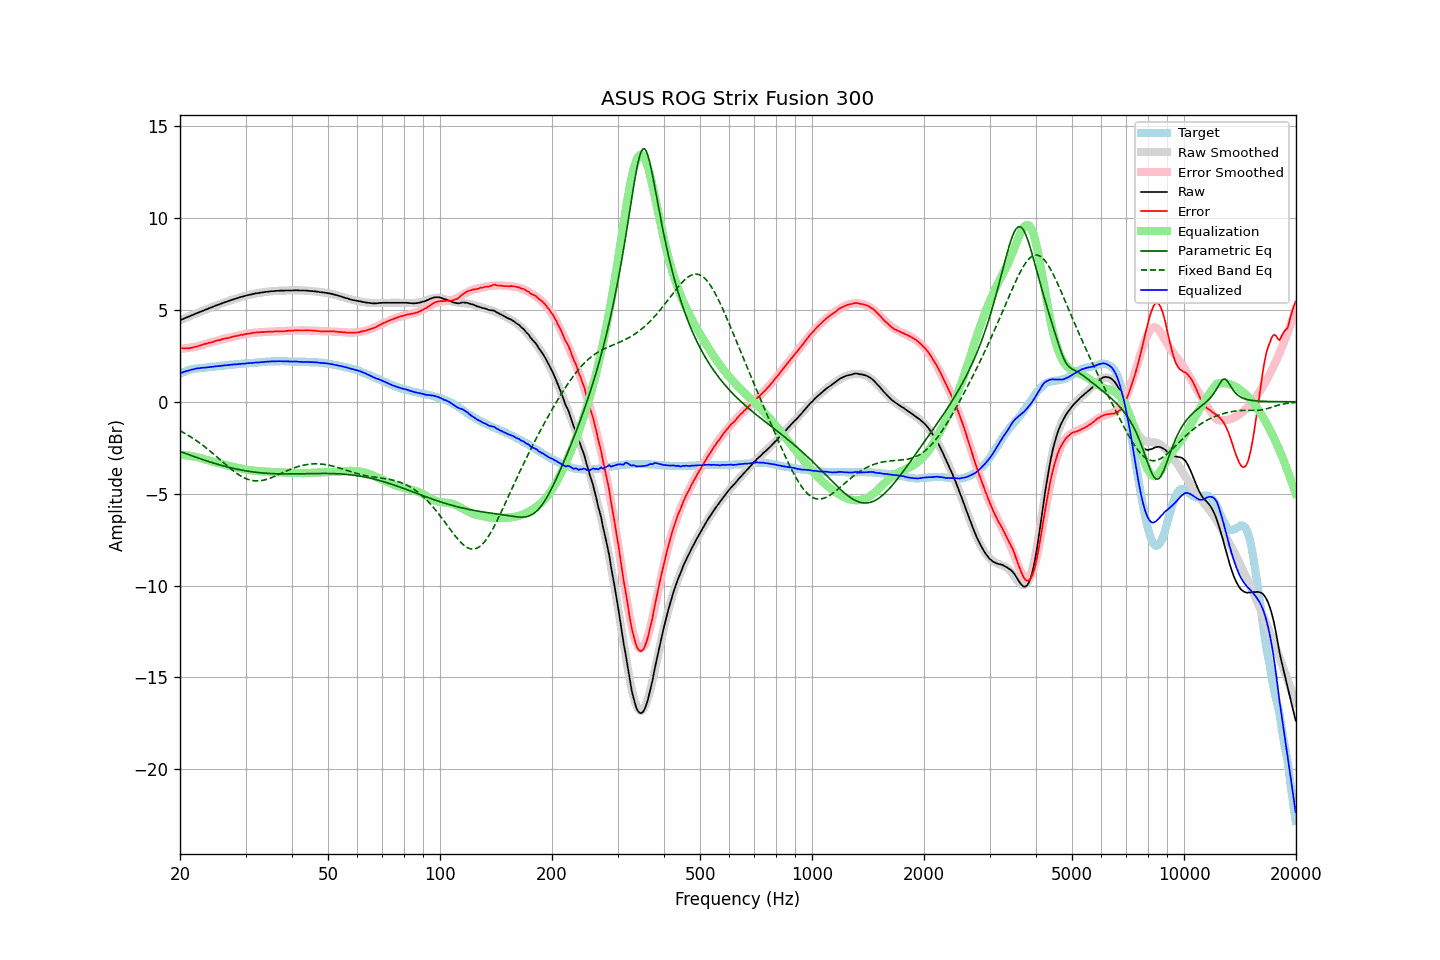 ASUS ROG Strix Fusion 300
Amplitude (dBr)
15
10
5
0
−5
−10
−15
−20
Target
Raw Smoothed
Error Smoothed
Raw
Error
Equalization
Parametric Eq
Fixed Band Eq
Equalized
20 50 100 200 500 1000 2000 5000 10000 20000
Frequency (Hz)